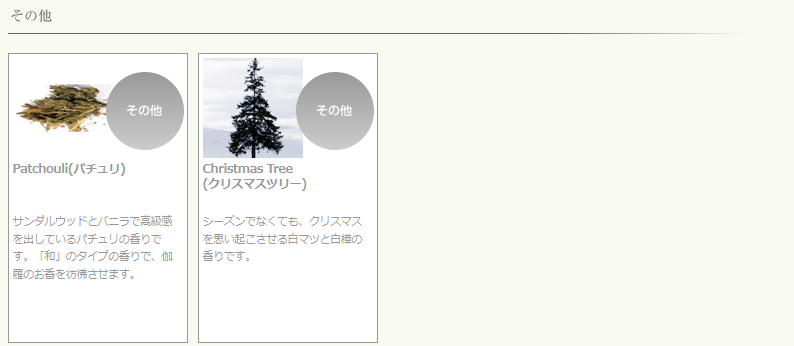 その他
その他
Patchouli(パチュリ)
サンダルウッドとバニラで高級感
を出しているパチュリの香りで
す。「和」のタイプの香りで、伽
羅のお香を彷彿させます。
その他
Christmas Tree
(クリスマスツリー)
シーズンでなくても、クリスマス
を思い起こさせる白マツと白樺の
香りです。